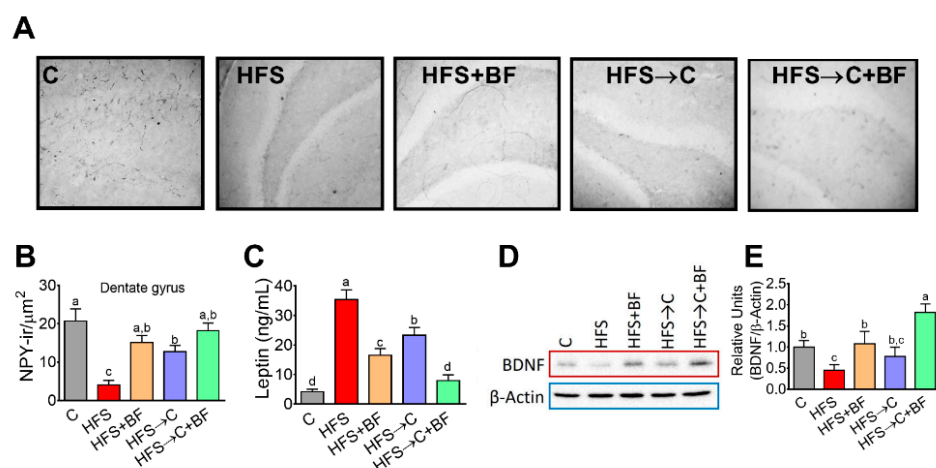 A
C
HFS
HFS+BF
HFS→C
HFS→C+BF
B
NPY-ir/µm²
30
20
10
0
Dentate gyrus
a
c
a,b
b
a,b
C
HFS
HFS+BF
HFS→C
HFS→C+BF
C
Leptin (ng/mL)
40
30
20
10
0
d
a
c
b
d
C
HFS
HFS+BF
HFS→C
HFS→C+BF
D
C
HFS
HFS+BF
HFS→C
HFS→C+BF
BDNF
β-Actin
E
Relative Units
(BDNF/β-Actin)
2.5
2.0
1.5
1.0
0.5
0.0
b
c
b
b,c
a
C
HFS
HFS+BF
HFS→C
HFS→C+BF